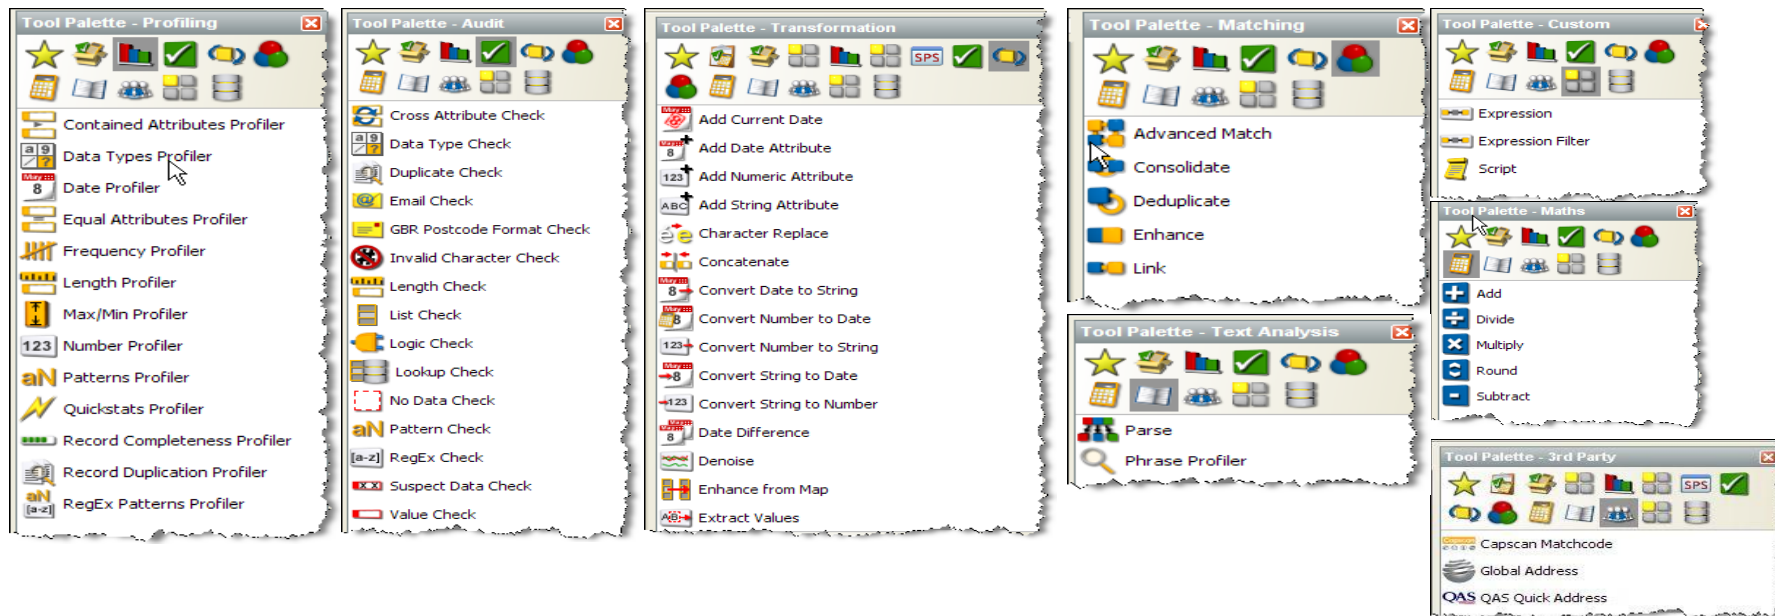 Tool Palette - Profiling
Contained Attributes Profiler
Data Types Profiler
Date Profiler
Equal Attributes Profiler
Frequency Profiler
Length Profiler
Max/Min Profiler
123 Number Profiler
aN Patterns Profiler
Quickstats Profiler
Record Completeness Profiler
Record Duplication Profiler
aN [a-z] RegEx Patterns Profiler
Tool Palette - Audit
Cross Attribute Check
Data Type Check
Duplicate Check
Email Check
GBR Postcode Format Check
Invalid Character Check
Length Check
List Check
Logic Check
Lookup Check
No Data Check
aN Pattern Check
[a-z] RegEx Check
Suspect Data Check
Value Check
Tool Palette - Transformation
SPS
Add Current Date
Add Date Attribute
123 Add Numeric Attribute
ABC Add String Attribute
Character Replace
Concatenate
Convert Date to String
Convert Number to Date
123 Convert Number to String
Convert String to Date
123 Convert String to Number
Date Difference
Denoise
Enhance from Map
Extract Values
Tool Palette - Matching
Advanced Match
Consolidate
Deduplicate
Enhance
Link
Tool Palette - Text Analysis
Parse
Phrase Profiler
Tool Palette - Custom
Expression
Expression Filter
Script
Tool Palette - Maths
Add
Divide
Multiply
Round
Subtract
Tool Palette - 3rd Party
SPS
Capscan Matchcode
Global Address
QAS QAS Quick Address